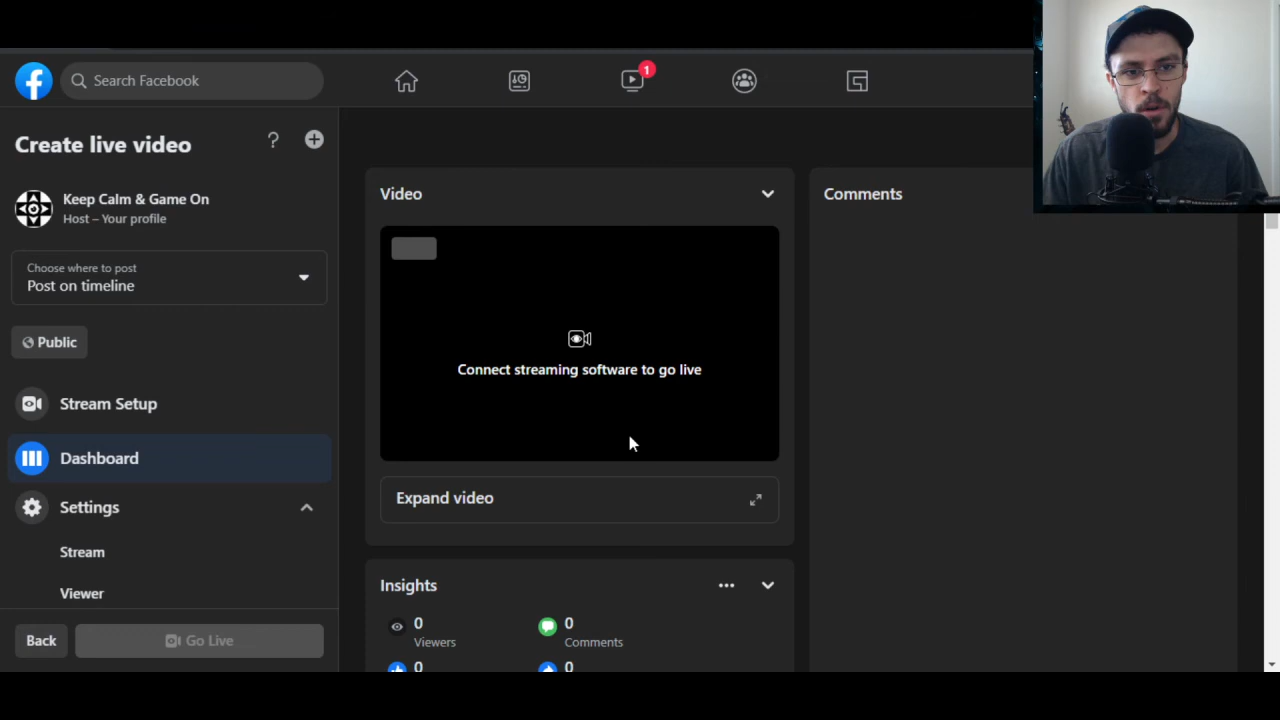 Search Facebook
1
Create live video
?
Keep Calm & Game On
Host – Your profile
Choose where to post
Post on timeline
Public
Stream Setup
Dashboard
Settings
Stream
Viewer
Back
Go Live
Video
Connect streaming software to go live
Expand video
Insights
0
Viewers
0
Comments
0
0
Comments